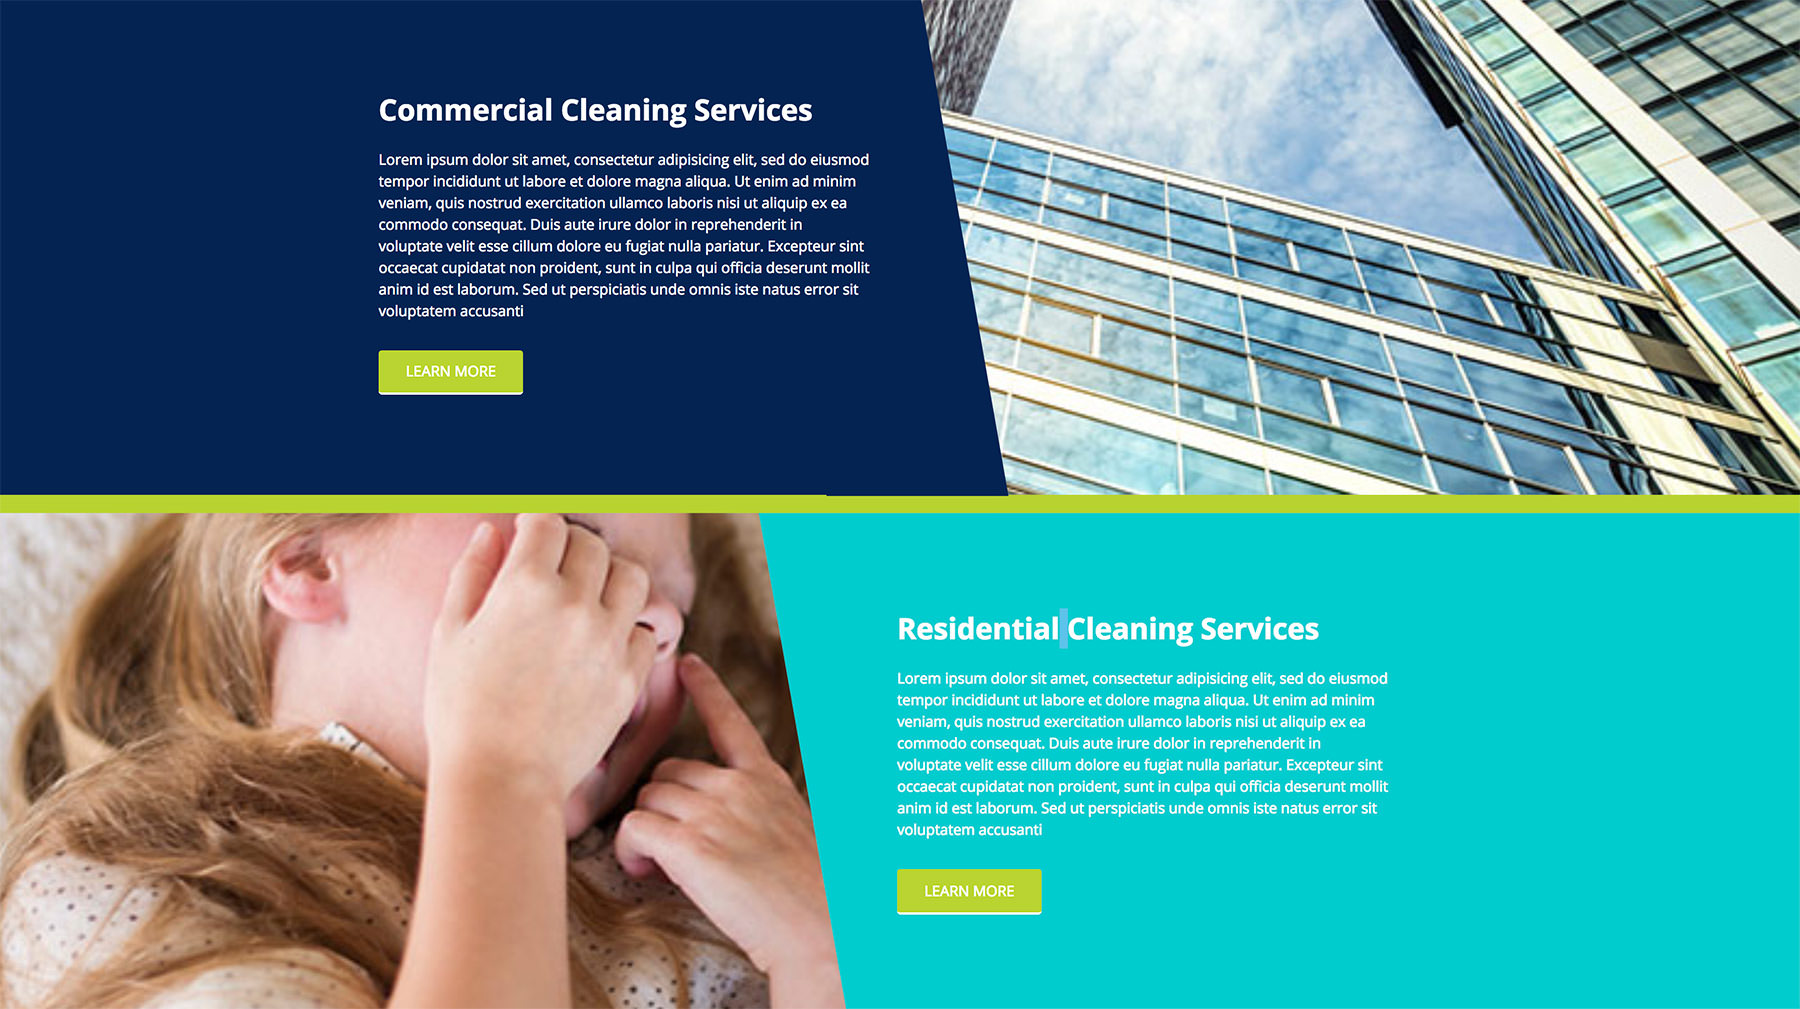 Commercial Cleaning Services
Lorem ipsum dolor sit amet, consectetur adipisicing elit, sed do eiusmod
tempor incididunt ut labore et dolore magna aliqua. Ut enim ad minim
veniam, quis nostrud exercitation ullamco laboris nisi ut aliquip ex ea
commodo consequat. Duis aute irure dolor in reprehenderit in
voluptate velit esse cillum dolore eu fugiat nulla pariatur. Excepteur sint
occaecat cupidatat non proident, sunt in culpa qui officia deserunt mollit
anim id est laborum. Sed ut perspiciatis unde omnis iste natus error sit
voluptatem accusanti
LEARN MORE
Residential Cleaning Services
Lorem ipsum dolor sit amet, consectetur adipisicing elit, sed do eiusmod
tempor incididunt ut labore et dolore magna aliqua. Ut enim ad minim
veniam, quis nostrud exercitation ullamco laboris nisi ut aliquip ex ea
commodo consequat. Duis aute irure dolor in reprehenderit in
voluptate velit esse cillum dolore eu fugiat nulla pariatur. Excepteur sint
occaecat cupidatat non proident, sunt in culpa qui officia deserunt mollit
anim id est laborum. Sed ut perspiciatis unde omnis iste natus error sit
voluptatem accusanti
LEARN MORE